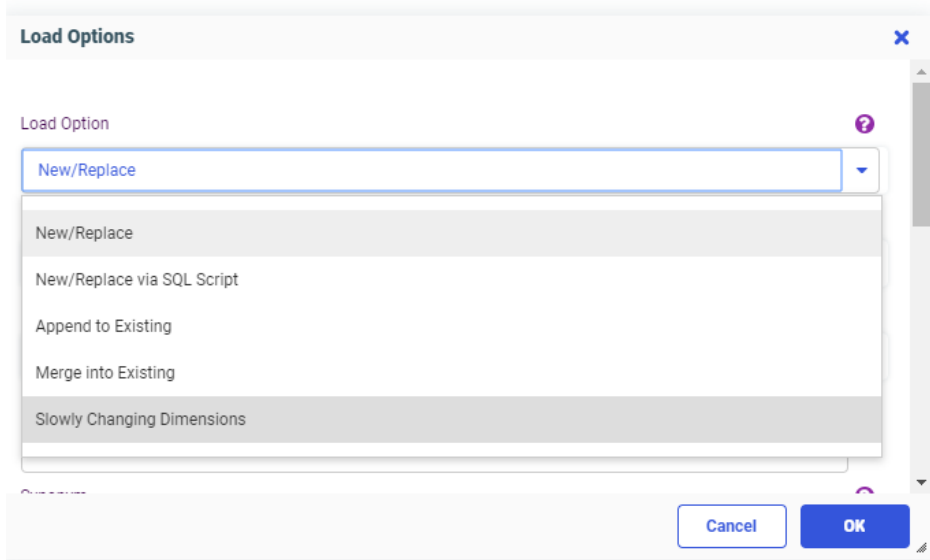 Load Options
Load Option
New/Replace
New/Replace
New/Replace via SQL Script
Append to Existing
Merge into Existing
Slowly Changing Dimensions
Cancel
OK